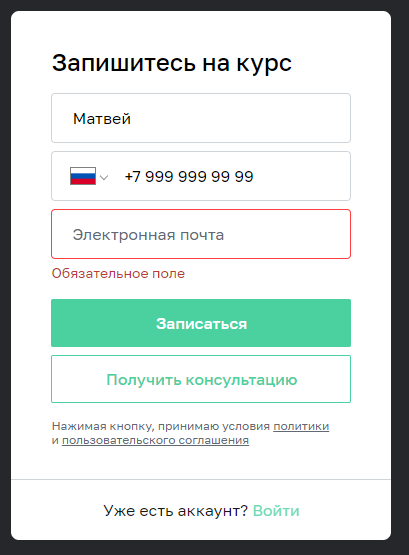 Запишитесь на курс
Матвей
+7 999 999 99 99
Электронная почта
Обязательное поле
Записаться
Получить консультацию
Нажимая кнопку, принимаю условия политики
и пользовательского соглашения
Уже есть аккаунт? Войти